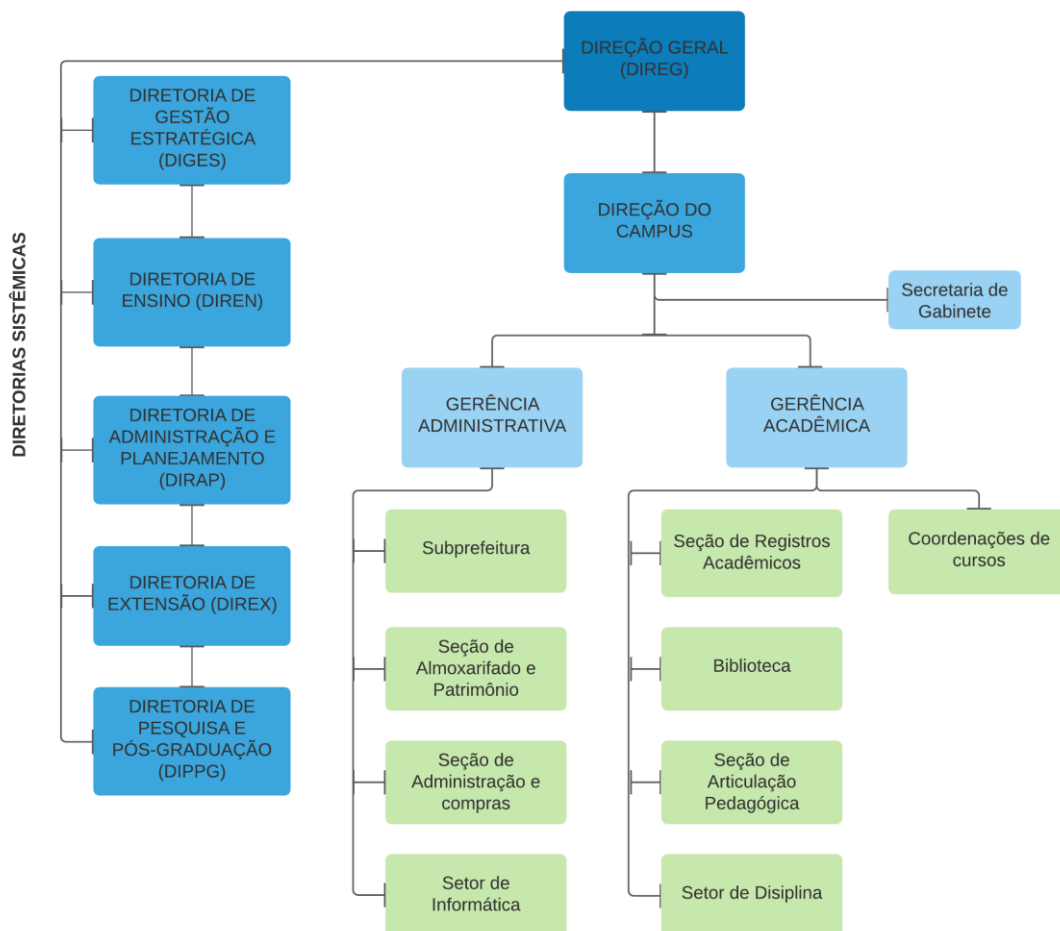 DIREÇÃO GERAL
(DIREG)
DIRETORIAS SISTÊMICAS
DIRETORIA DE
GESTÃO
ESTRATÉGICA
(DIGES)
DIRETORIA DE
ENSINO (DIREN)
DIRETORIA DE
ADMINISTRAÇÃO E
PLANEJAMENTO
(DIRAP)
DIRETORIA DE
EXTENSÃO (DIREX)
DIRETORIA DE
PESQUISA E
PÓS-GRADUAÇÃO
(DIPPG)
DIREÇÃO DO
CAMPUS
Secretaria de
Gabinete
GERÊNCIA
ADMINISTRATIVA
Subprefeitura
Seção de
Almoxarifado e
Patrimônio
Seção de
Administração e
compras
Setor de
Informática
GERÊNCIA
ACADÊMICA
Seção de Registros
Acadêmicos
Biblioteca
Seção de
Articulação
Pedagógica
Setor de Disiplina
Coordenações de
cursos